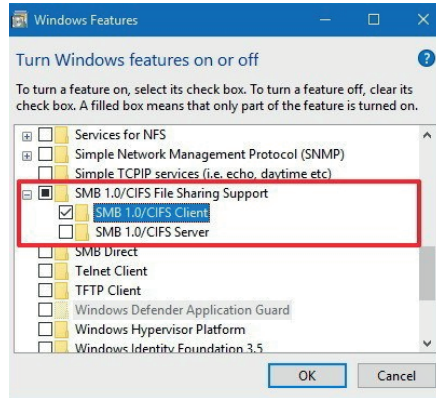 Windows Features
Turn Windows features on or off
To turn a feature on, select its check box. To turn a feature off, clear its
check box. A filled box means that only part of the feature is turned on.
Services for NFS
Simple Network Management Protocol (SNMP)
Simple TCPIP services (i.e. echo, daytime etc)
SMB 1.0/CIFS File Sharing Support
SMB 1.0/CIFS Client
SMB 1.0/CIFS Server
SMB Direct
Telnet Client
TFTP Client
Windows Defender Application Guard
Windows Hypervisor Platform
Windows Identity Foundation 3.5
OK Cancel